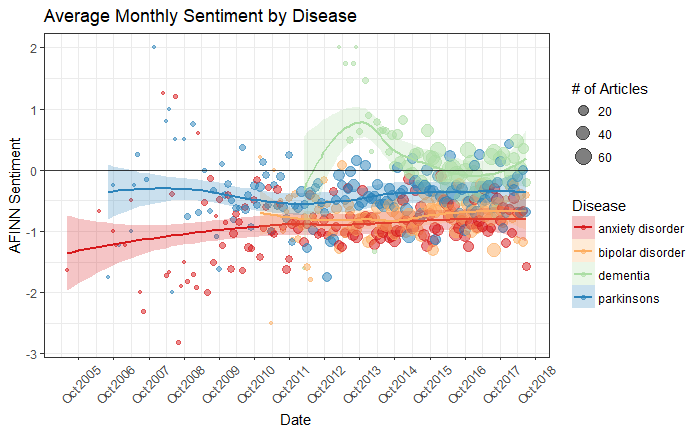 Average Monthly Sentiment by Disease
AFINN Sentiment
2
1
0
-1
-2
-3
Oct2005
Oct2006
Oct2007
Oct2008
Oct2009
Oct2010
Oct2011
Oct2012
Oct2013
Oct2014
Oct2015
Oct2016
Oct2017
Oct2018
Date
# of Articles
20
40
60
Disease
anxiety disorder
bipolar disorder
dementia
parkinsons